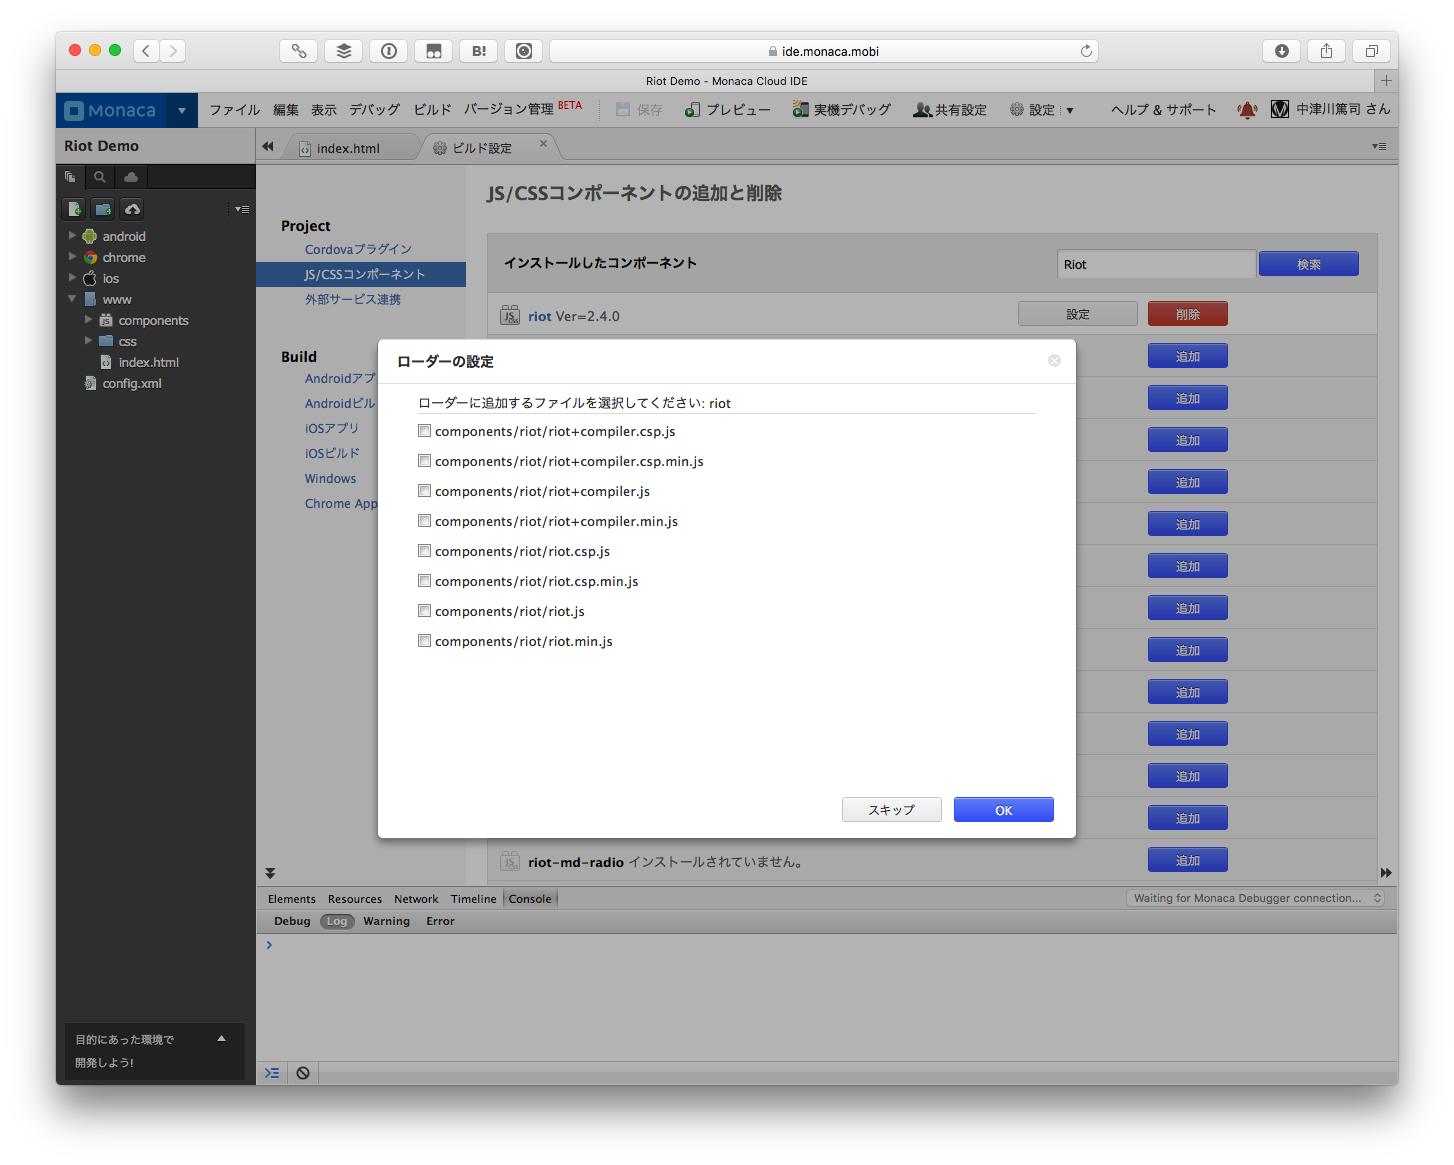 B!
ide.monaca.mobi
Riot Demo - Monaca Cloud IDE
Monaca
ファイル 編集 表示 デバッグ ビルド バージョン管理 BETA 保存 プレビュー 実機デバッグ 共有設定 設定 ヘルプ & サポート 中津川篤司 さん
Riot Demo
index.html
ビルド設定
android
chrome
ios
www
components
css
index.html
config.xml
目的にあった環境で
開発しよう!
Project
Cordovaプラグイン
JS/CSSコンポーネント
外部サービス連携
Build
Androidアプ
Androidビル
iOSアプリ
iOSビルド
Windows
Chrome App
JS/CSSコンポーネントの追加と削除
インストールしたコンポーネント Riot 検索
riot Ver=2.4.0 設定 削除
追加
追加
追加
追加
追加
追加
追加
追加
追加
追加
追加
追加
riot-md-radio インストールされていません。 追加
ローダーの設定
ローダーに追加するファイルを選択してください: riot
components/riot/riot+compiler.csp.js
components/riot/riot+compiler.csp.min.js
components/riot/riot+compiler.js
components/riot/riot+compiler.min.js
components/riot/riot.csp.js
components/riot/riot.csp.min.js
components/riot/riot.js
components/riot/riot.min.js
スキップ OK
Elements Resources Network Timeline Console Waiting for Monaca Debugger connection...
Debug Log Warning Error